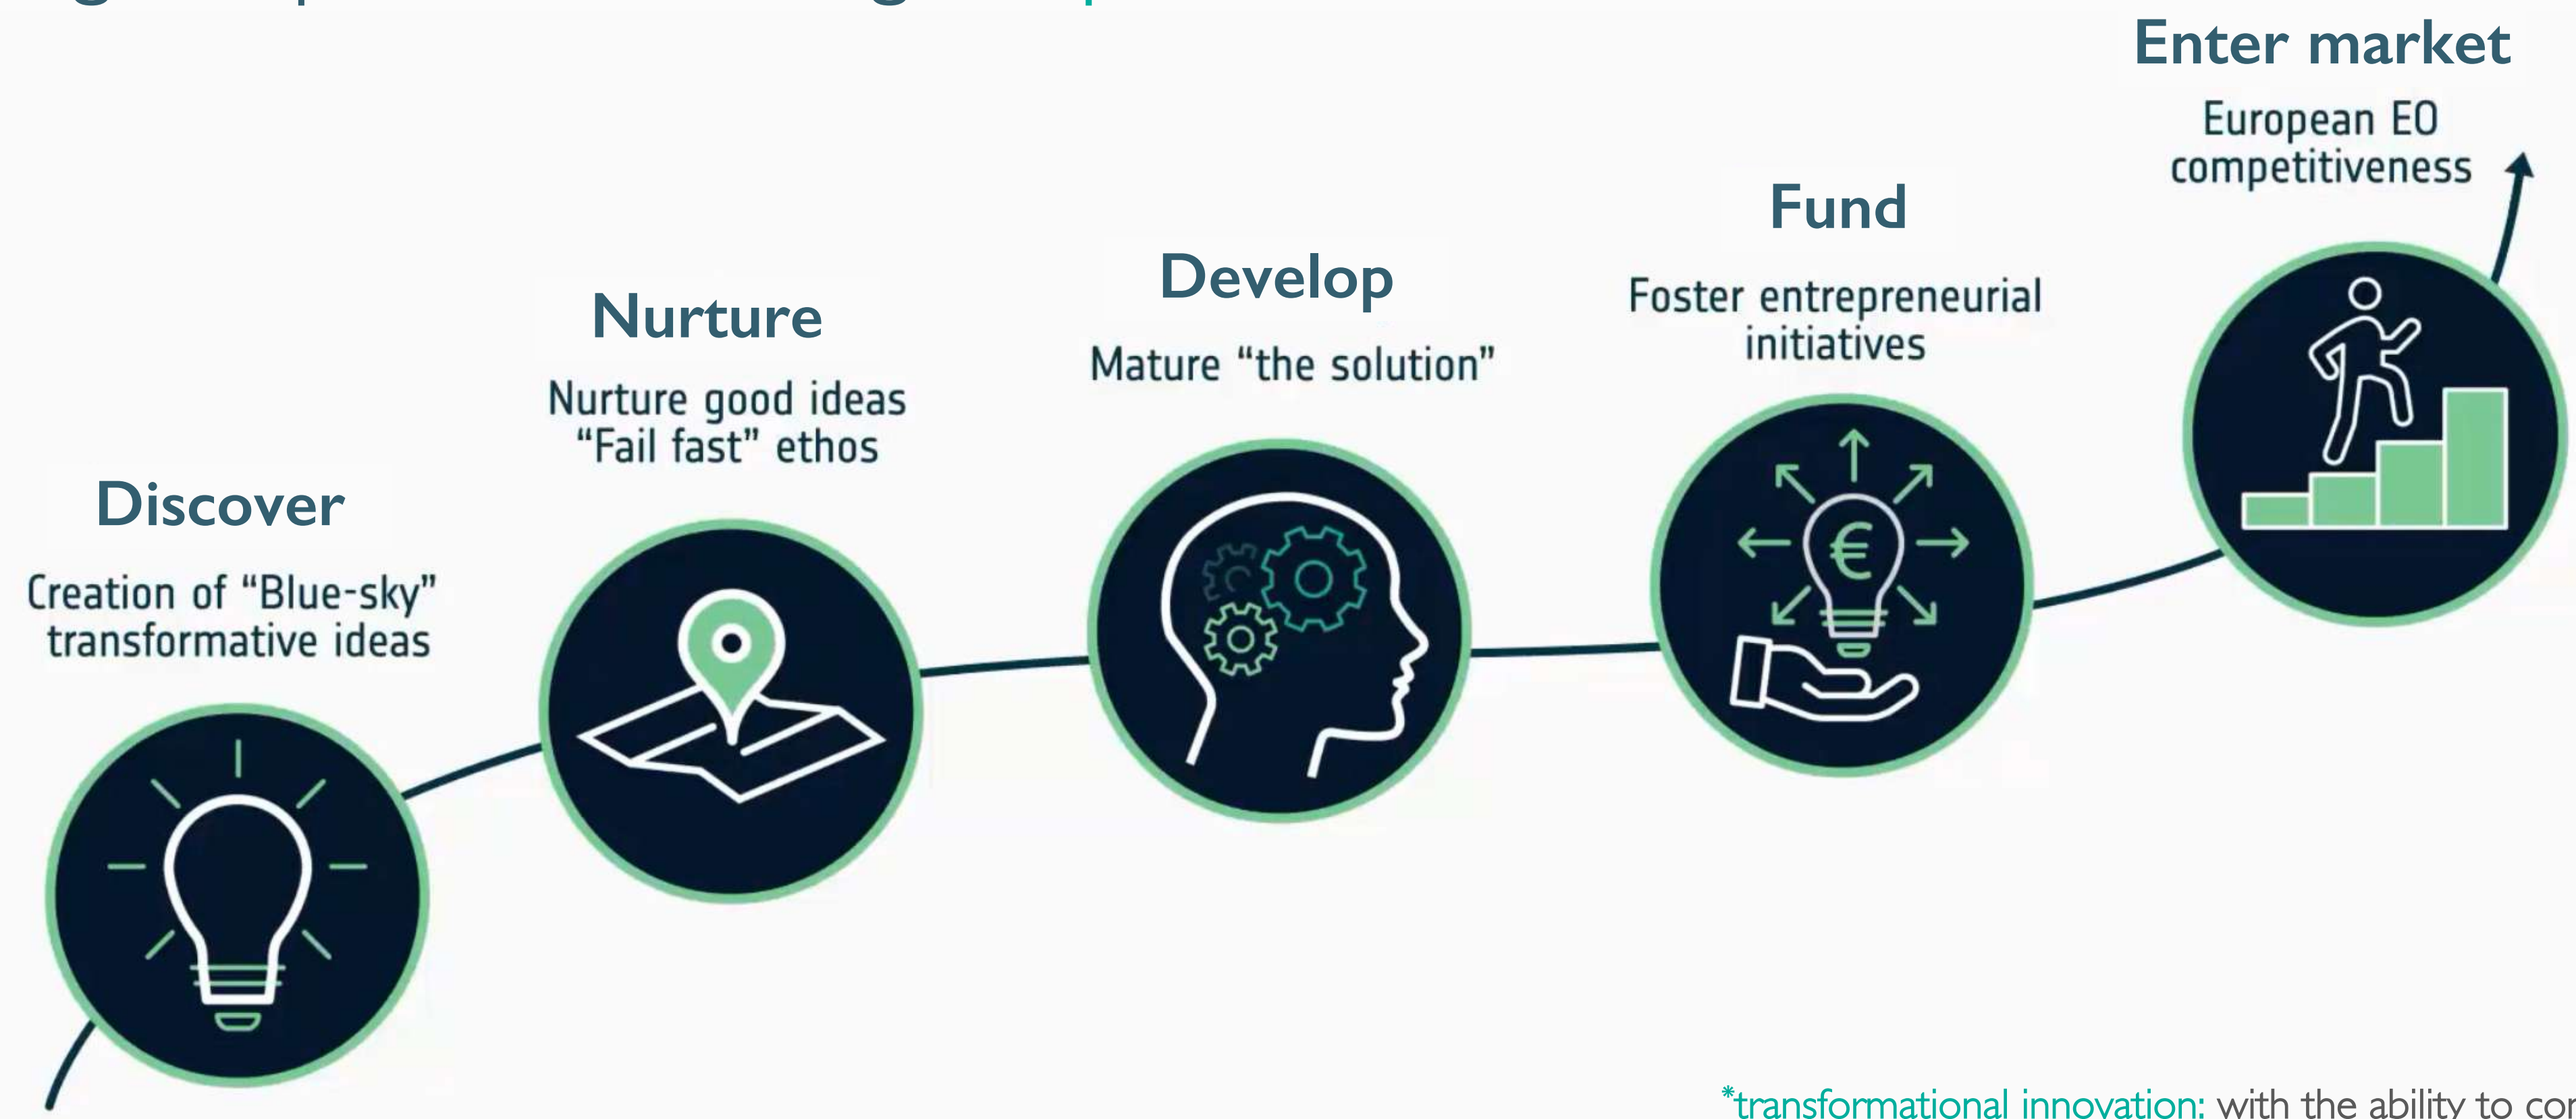 Enter market
European EO
competitiveness
Fund
Foster entrepreneurial
initiatives
Develop
Mature “the solution”
Nurture
Nurture good ideas
“Fail fast” ethos
Discover
Creation of “Blue-sky”
transformative ideas
€
*transformational innovation: with the ability to